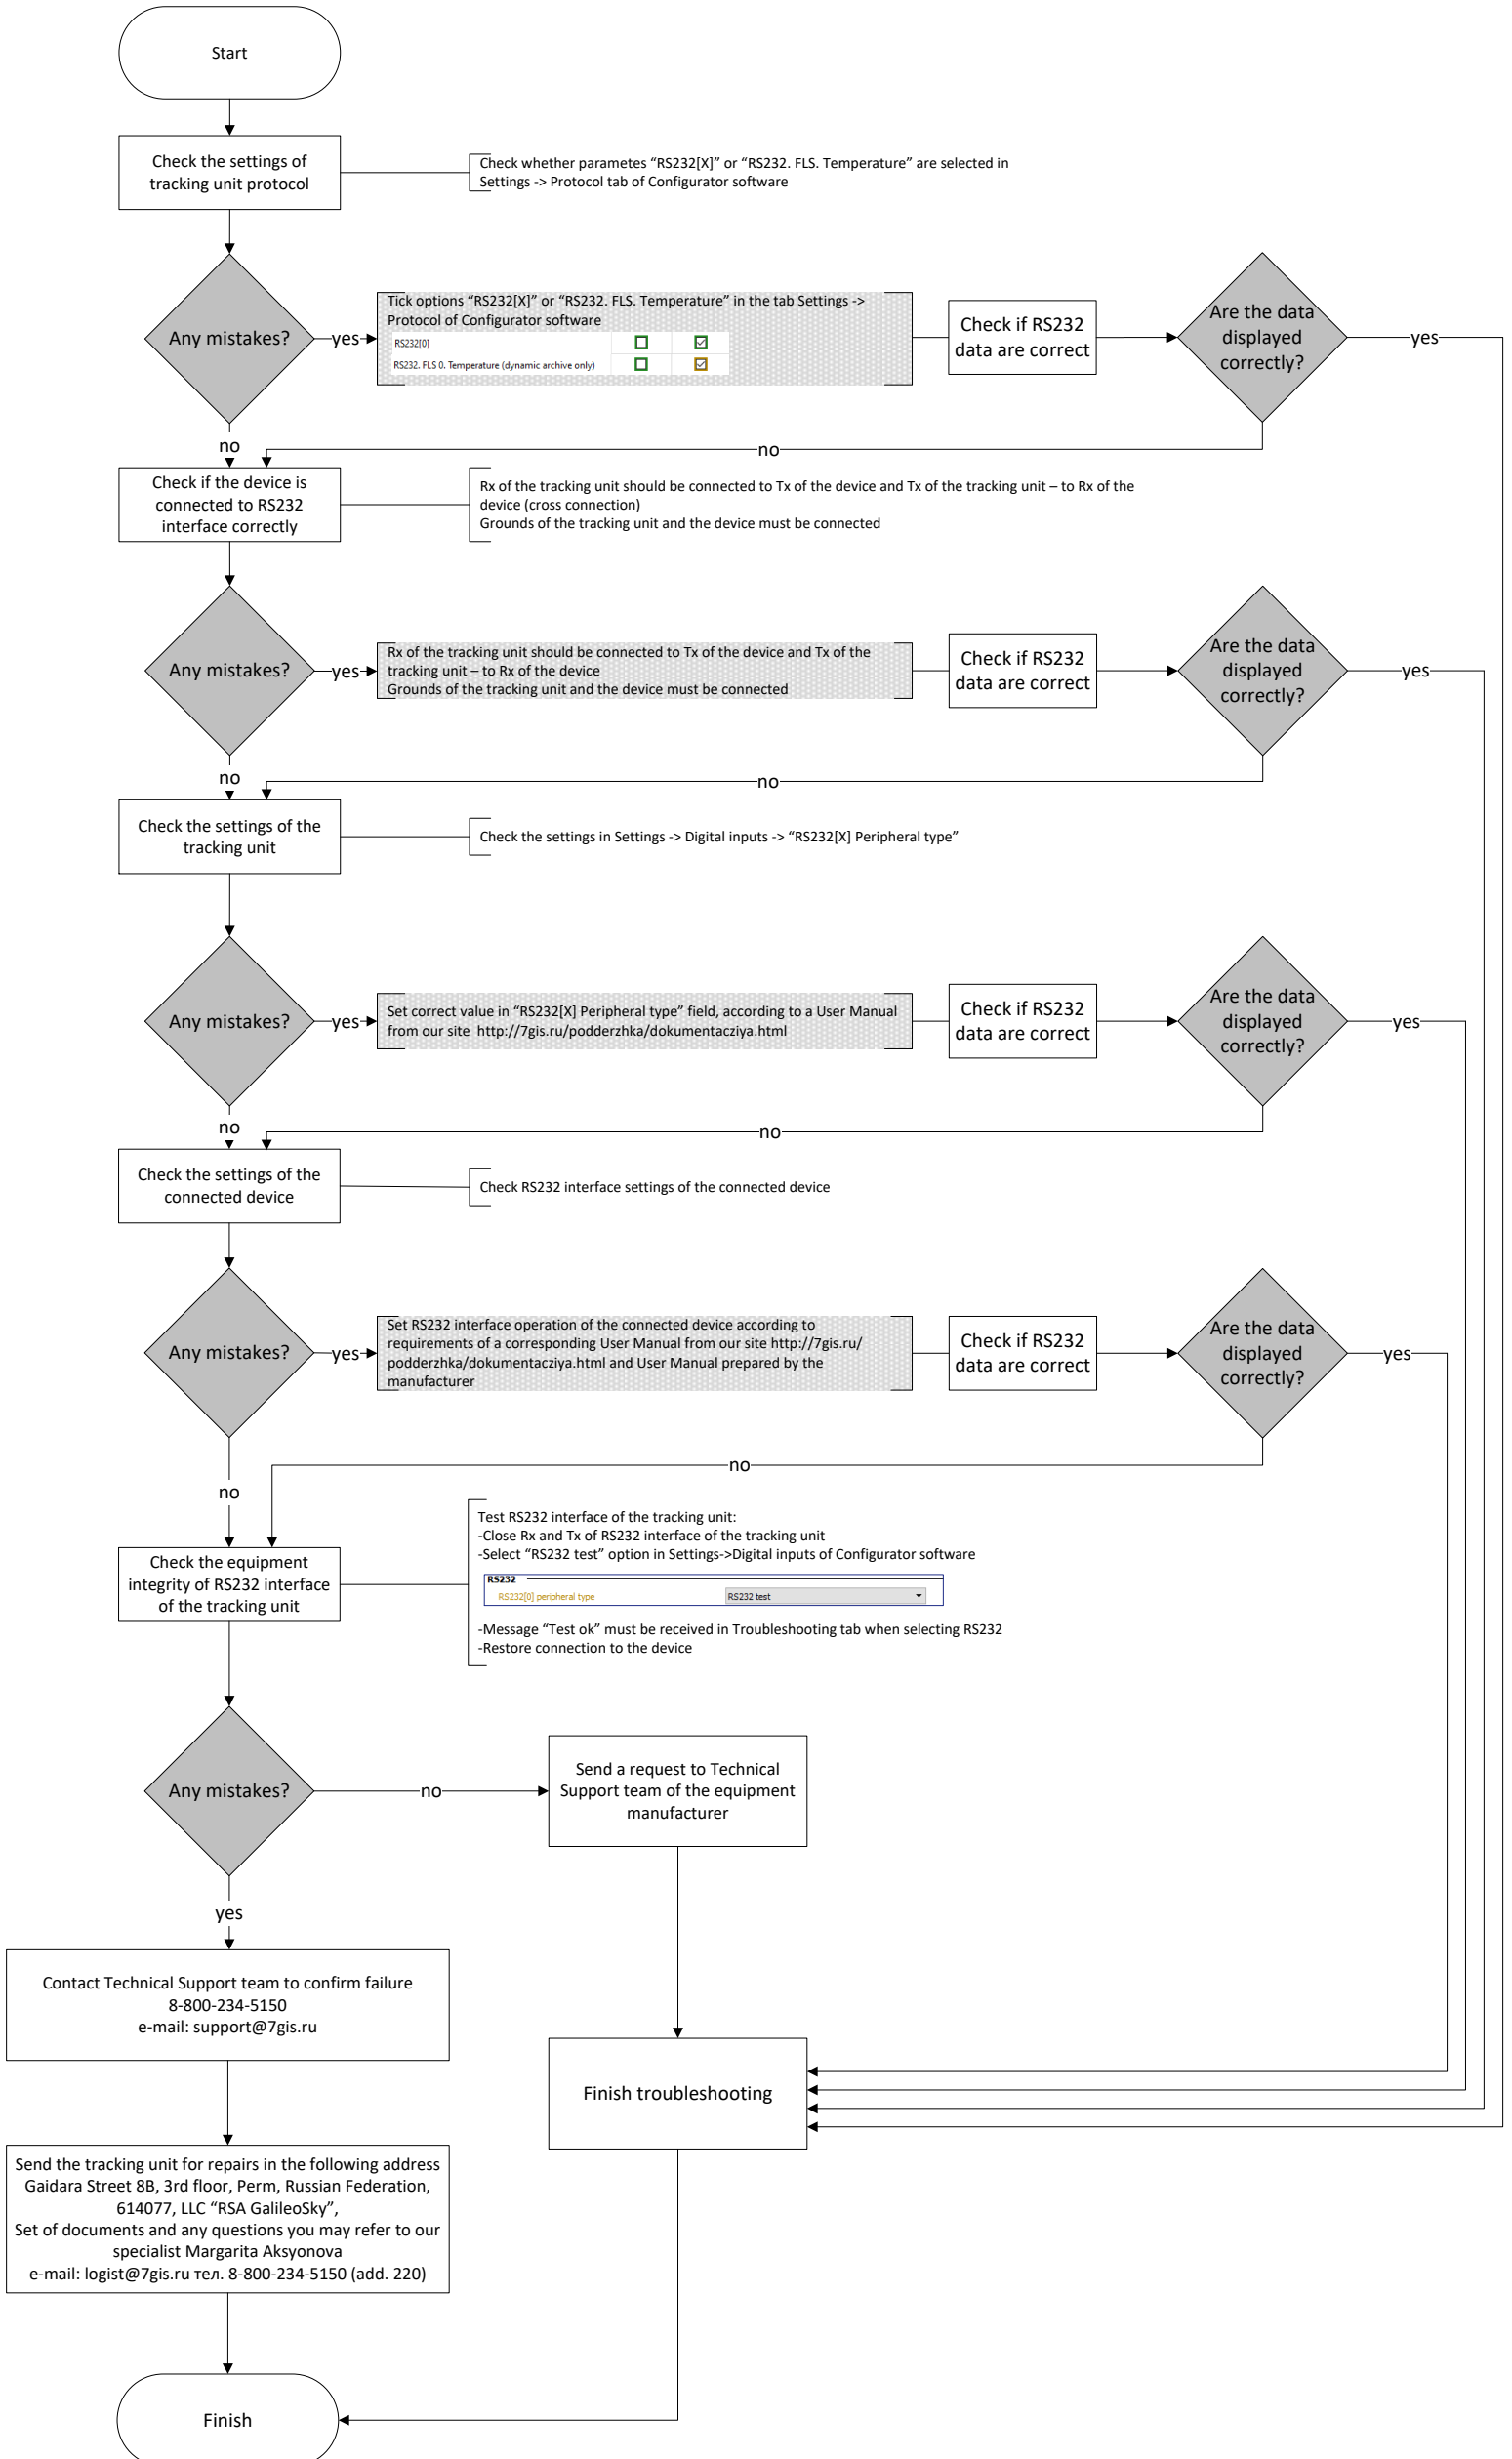 Start
Check the settings of
tracking unit protocol
Check whether parametes “RS232[X]” or “RS232. FLS. Temperature” are selected in
Settings -> Protocol tab of Configurator software
Any mistakes?
yes
Tick options “RS232[X]” or “RS232. FLS. Temperature” in the tab Settings ->
Protocol of Configurator software
RS232[0]
RS232. FLS 0. Temperature (dynamic archive only)
Check if RS232
data are correct
Are the data
displayed
correctly?
yes
no
no
Check if the device is
connected to RS232
interface correctly
Rx of the tracking unit should be connected to Tx of the device and Tx of the tracking unit – to Rx of the
device (cross connection)
Grounds of the tracking unit and the device must be connected
Any mistakes?
yes
Rx of the tracking unit should be connected to Tx of the device and Tx of the
tracking unit – to Rx of the device
Grounds of the tracking unit and the device must be connected
Check if RS232
data are correct
Are the data
displayed
correctly?
yes
no
no
Check the settings of the
tracking unit
Check the settings in Settings -> Digital inputs -> “RS232[X] Peripheral type”
Any mistakes?
yes
Set correct value in “RS232[X] Peripheral type” field, according to a User Manual
from our site http://7gis.ru/podderzhka/dokumentacziya.html
Check if RS232
data are correct
Are the data
displayed
correctly?
yes
no
no
Check the settings of the
connected device
Check RS232 interface settings of the connected device
Any mistakes?
yes
Set RS232 interface operation of the connected device according to
requirements of a corresponding User Manual from our site http://7gis.ru/
podderzhka/dokumentacziya.html and User Manual prepared by the
manufacturer
Check if RS232
data are correct
Are the data
displayed
correctly?
yes
no
no
Check the equipment
integrity of RS232 interface
of the tracking unit
Test RS232 interface of the tracking unit:
-Close Rx and Tx of RS232 interface of the tracking unit
-Select “RS232 test” option in Settings->Digital inputs of Configurator software
RS232
RS232[0] peripheral type
RS232 test
-Message “Test ok” must be received in Troubleshooting tab when selecting RS232
-Restore connection to the device
Any mistakes?
no
Send a request to Technical
Support team of the equipment
manufacturer
yes
Contact Technical Support team to confirm failure
8-800-234-5150
e-mail: support@7gis.ru
Finish troubleshooting
Send the tracking unit for repairs in the following address
Gaidara Street 8B, 3rd floor, Perm, Russian Federation,
614077, LLC “RSA GalileoSky”,
Set of documents and any questions you may refer to our
specialist Margarita Aksyonova
e-mail: logist@7gis.ru тел. 8-800-234-5150 (add. 220)
Finish